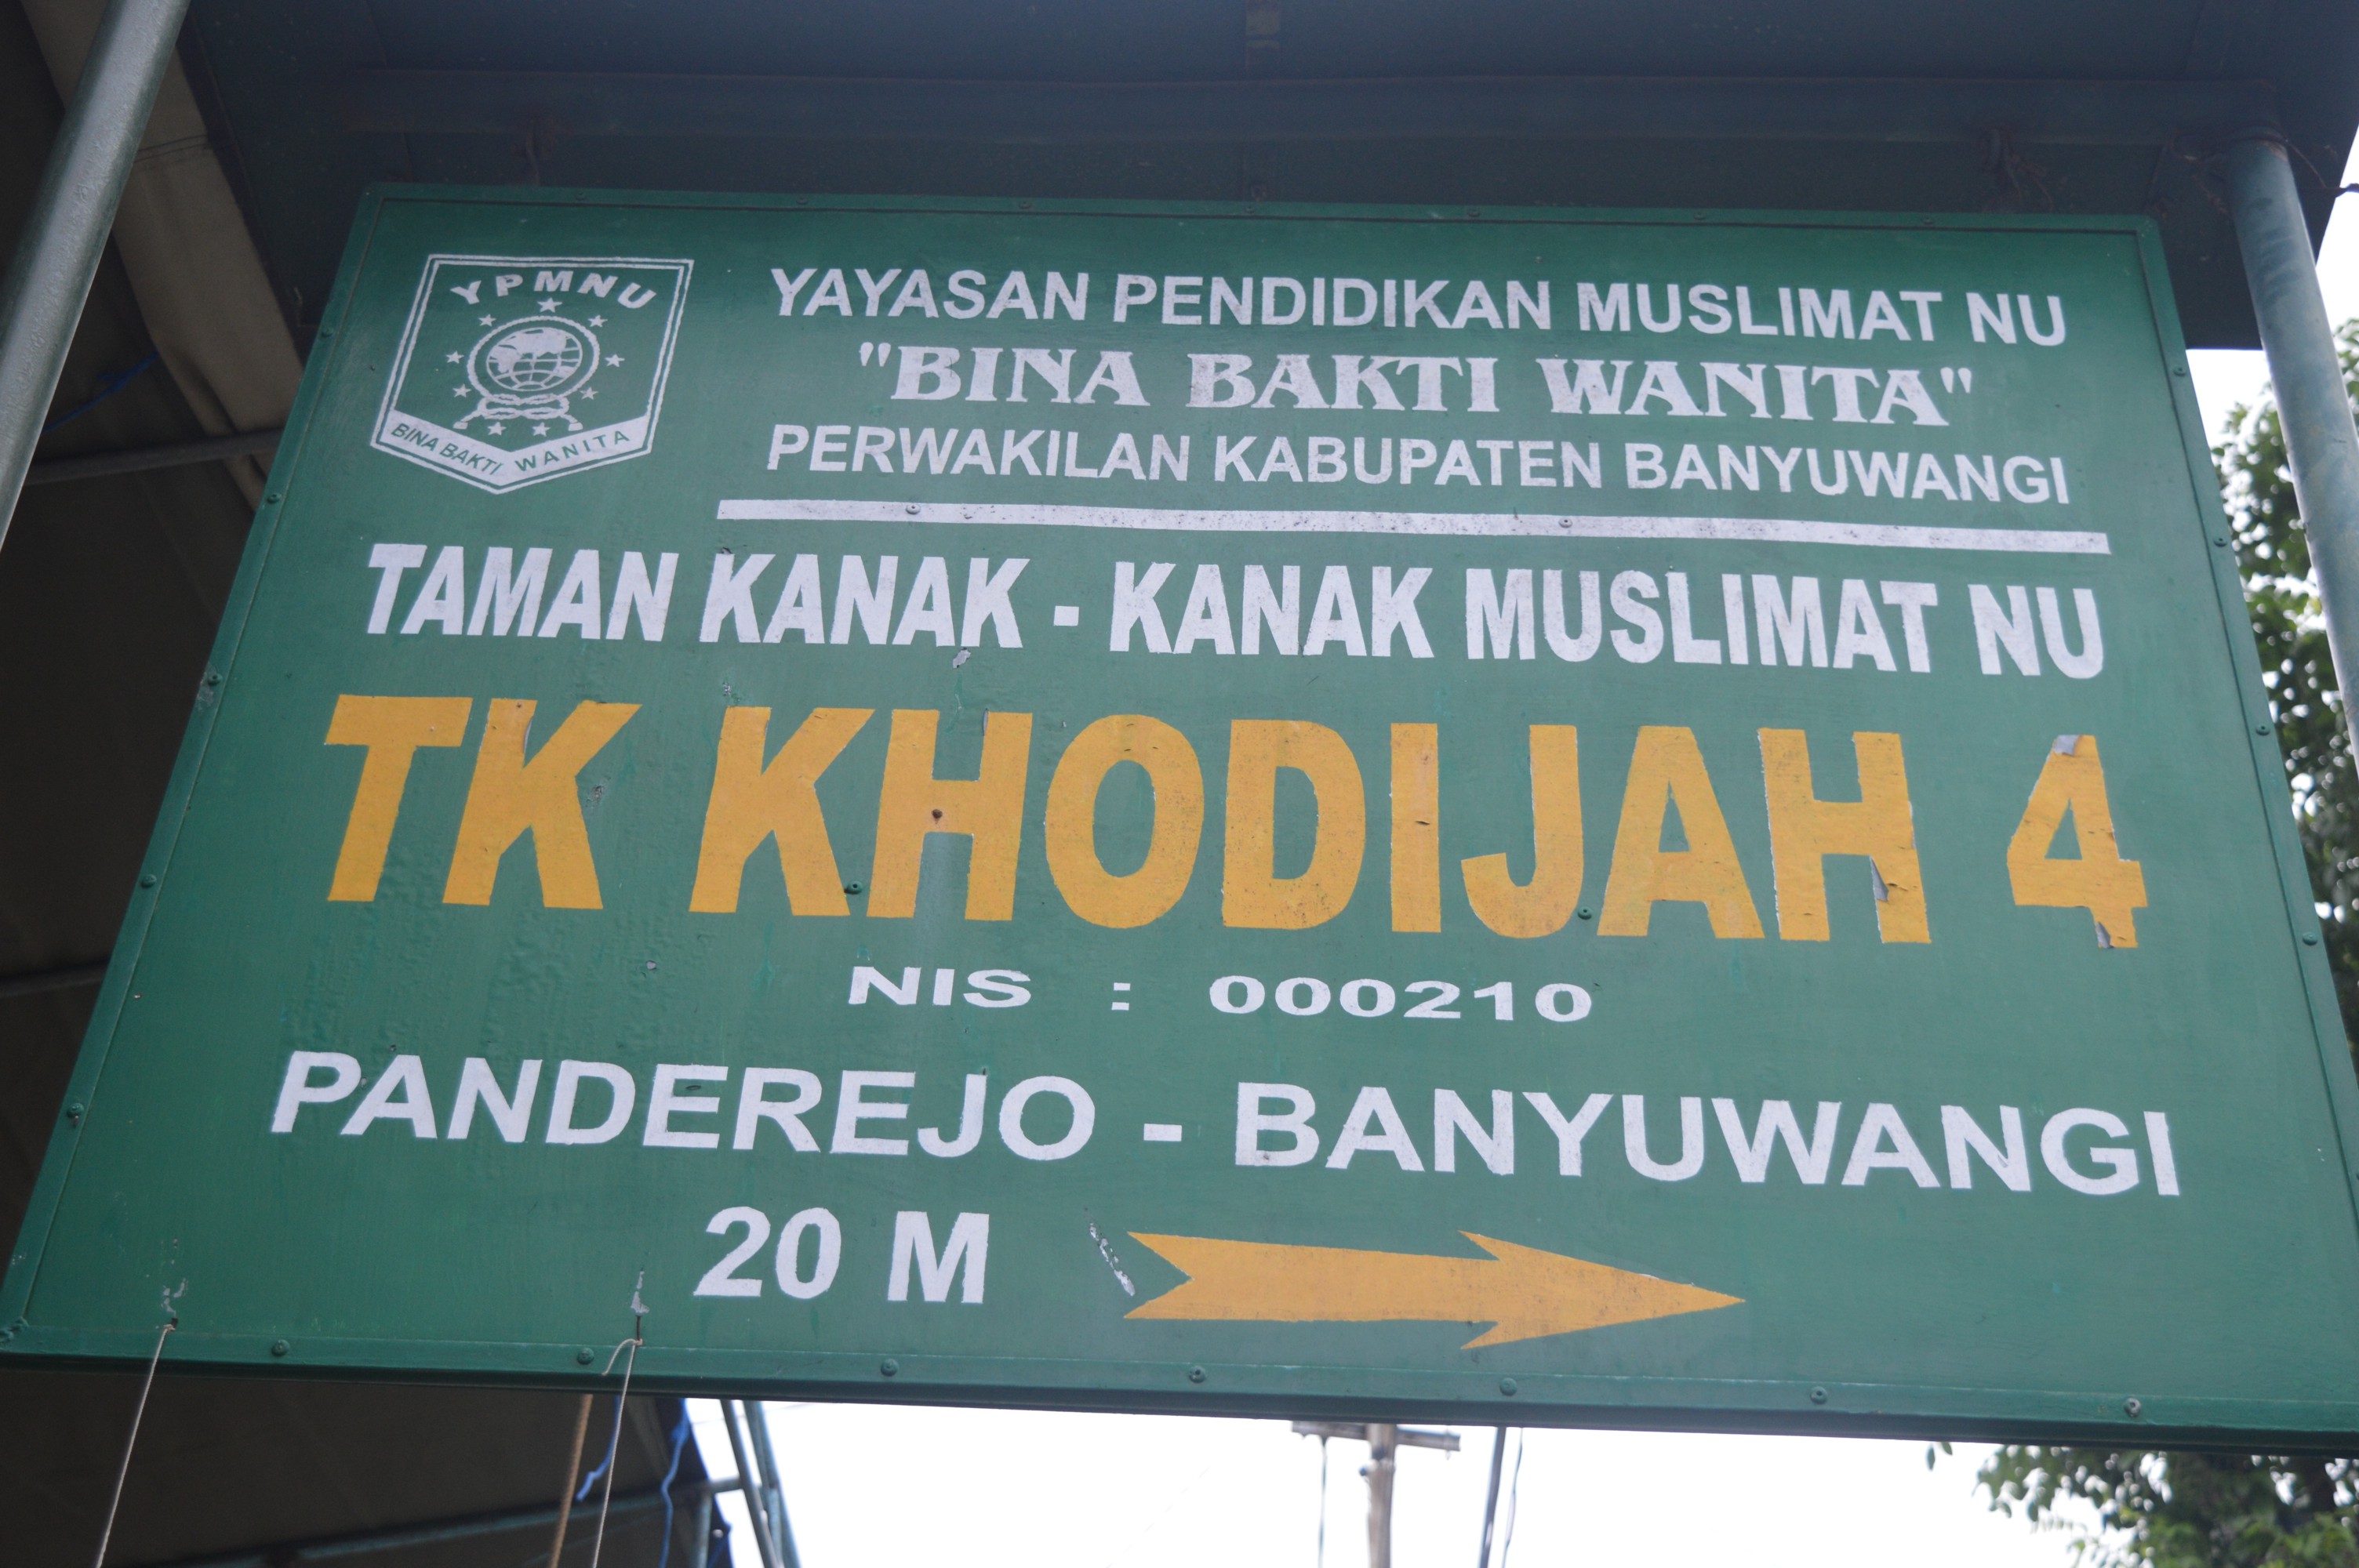 YPMNU
BINA BAKTI WANITA
YAYASAN PENDIDIKAN MUSLIMAT NU
"BINA BAKTI WANITA"
PERWAKILAN KABUPATEN BANYUWANGI
TAMAN KANAK - KANAK MUSLIMAT NU
TK KHODIJAH 4
NIS : 000210
PANDEREJO - BANYUWANGI
20 M